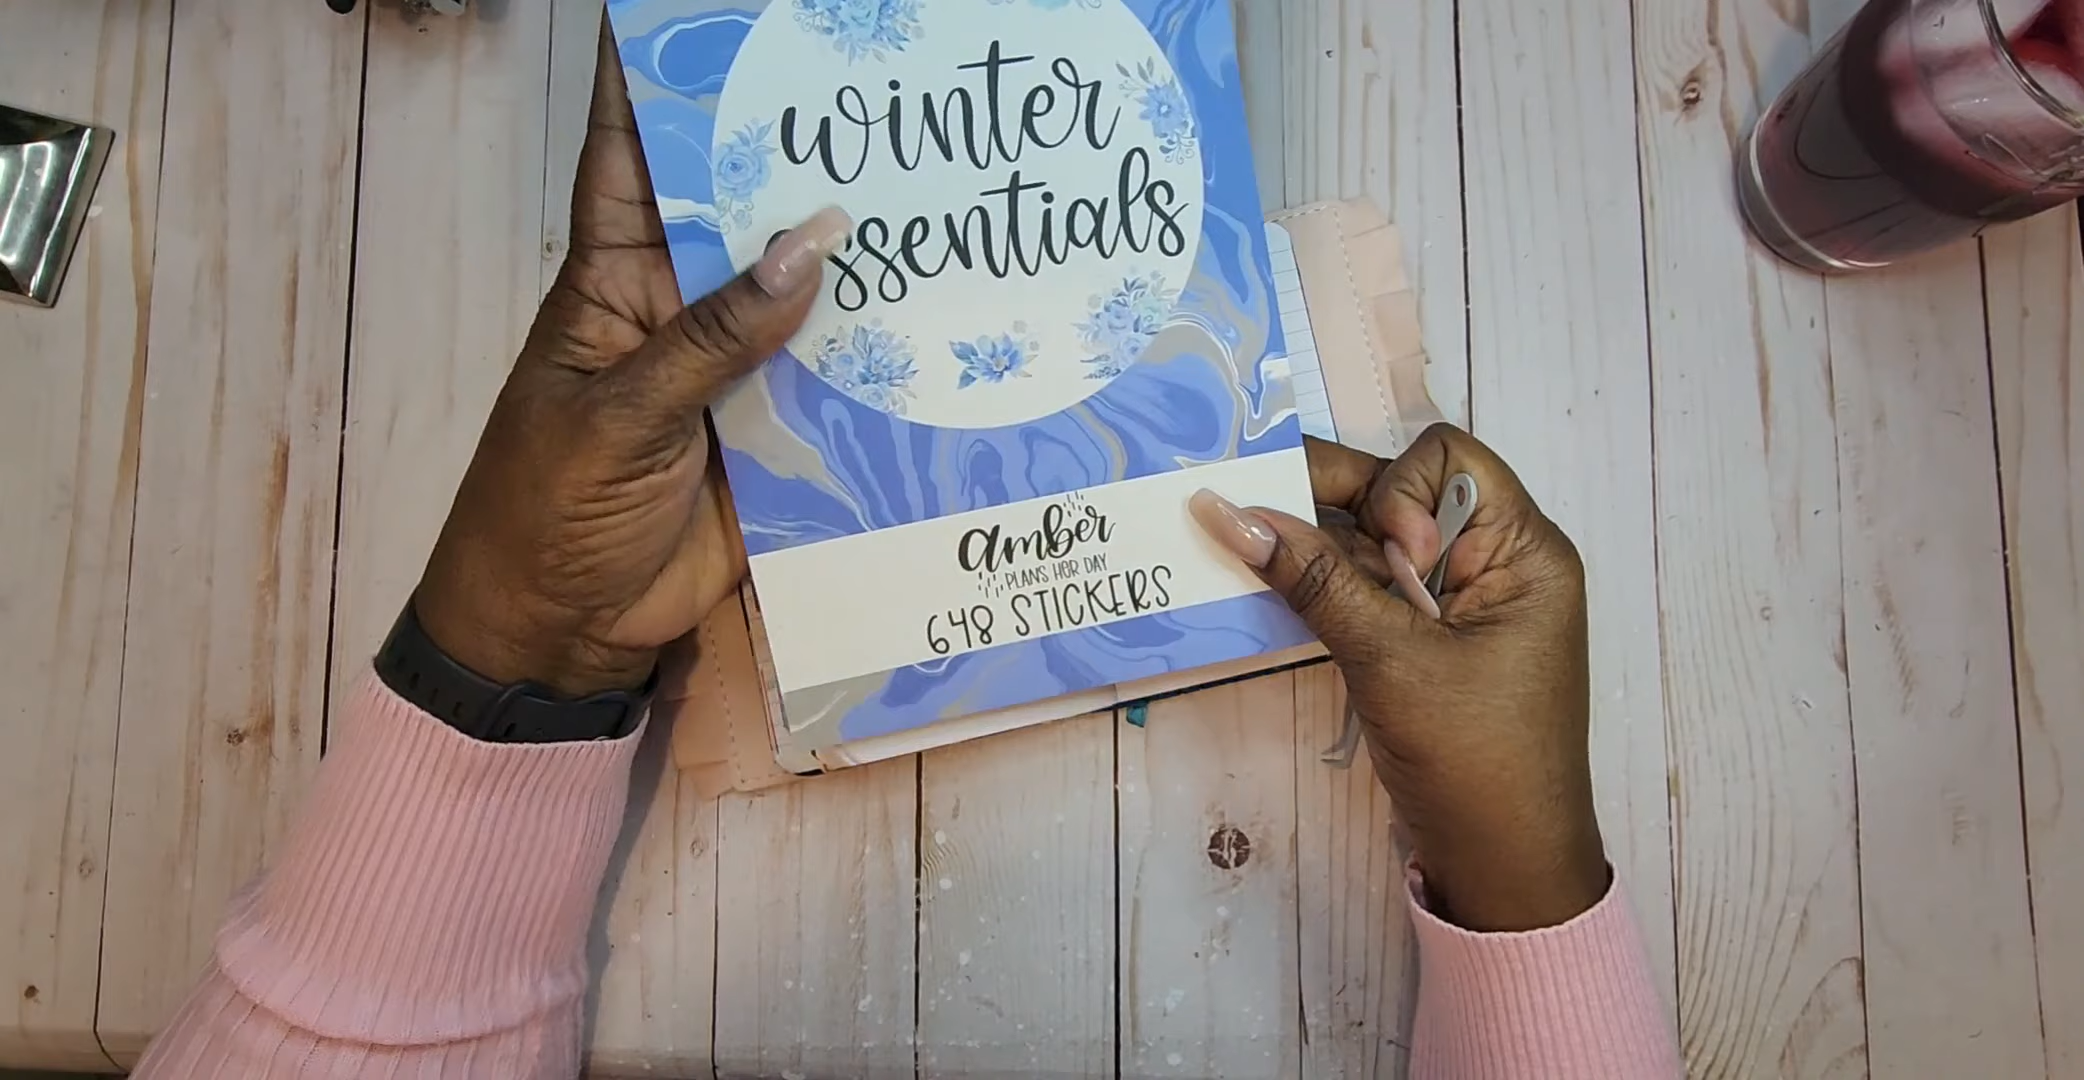 winter
essentials
amber
PLANS HER DAY
648 STICKERS